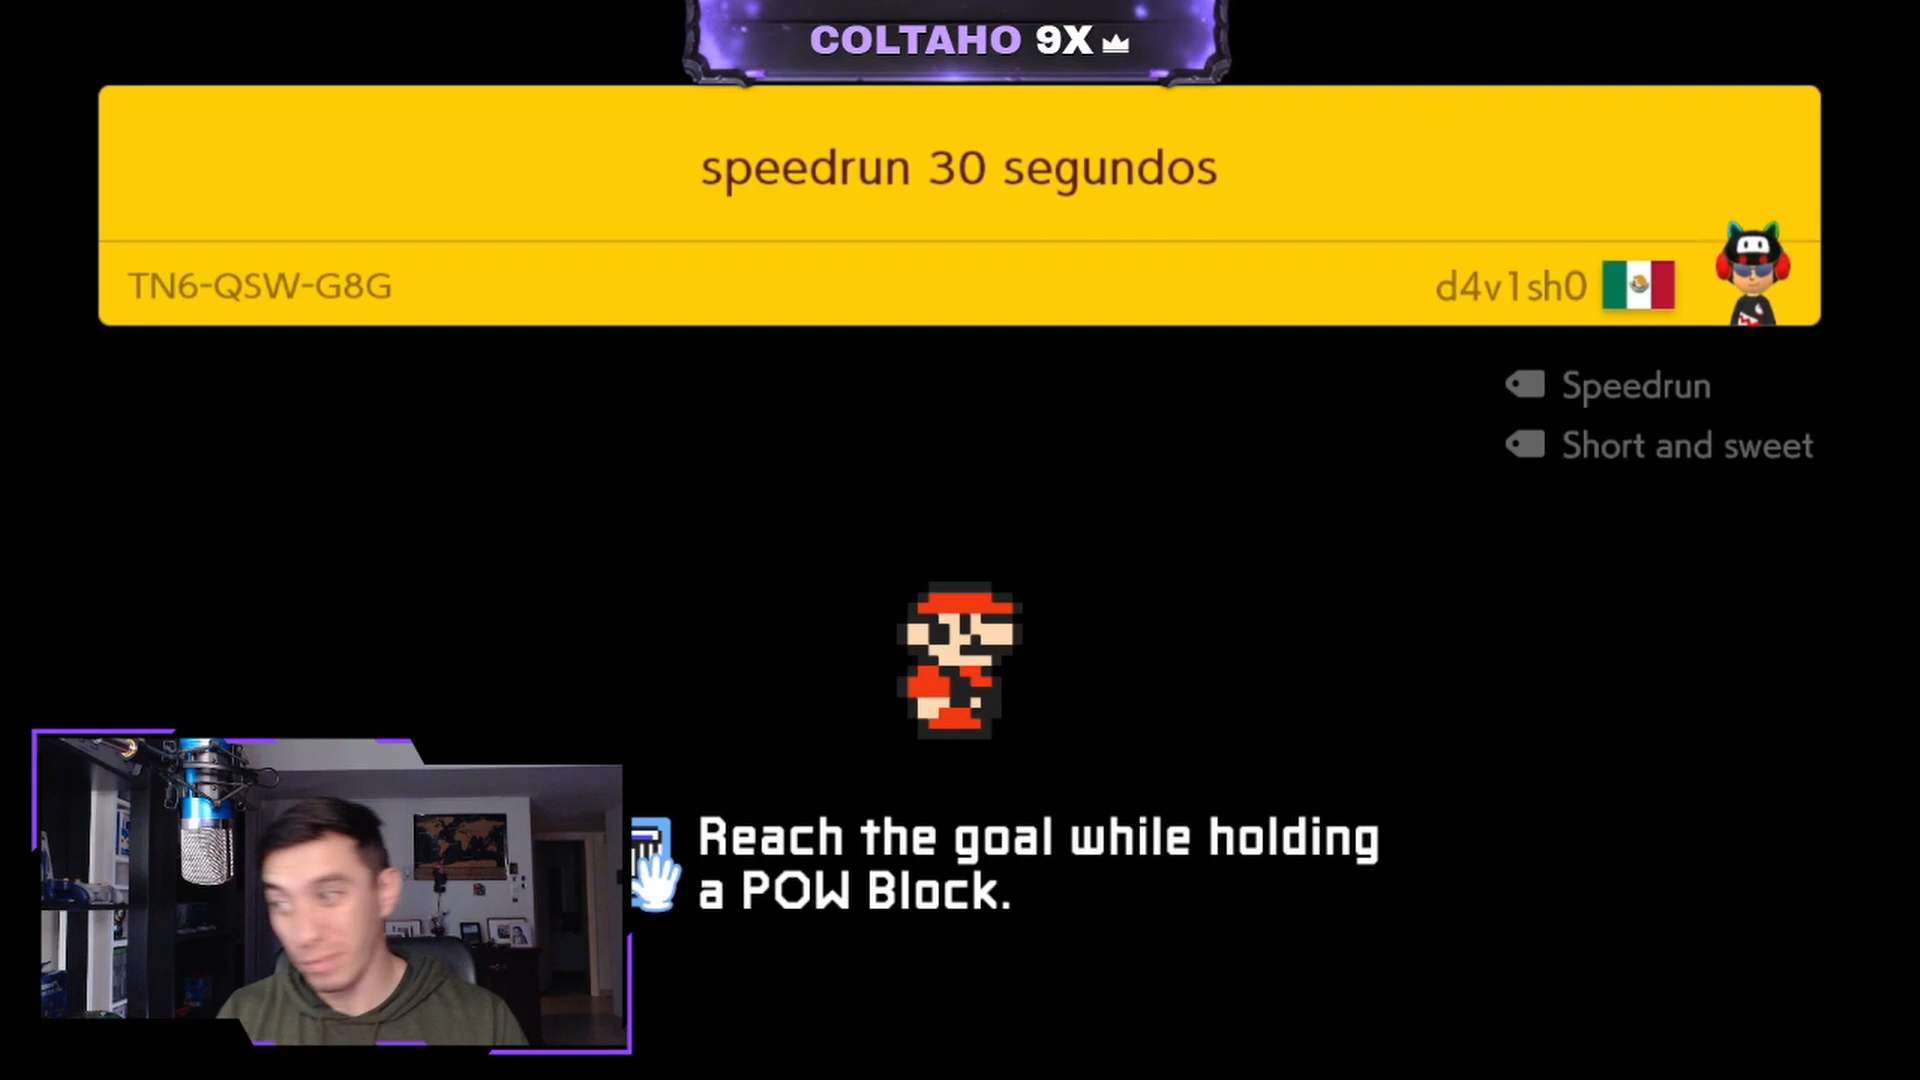 COLTAHO 9X
speedrun 30 segundos
TN6-QSW-G8G
d4v1sh0
Speedrun
Short and sweet
Reach the goal while holding
a POW Block.